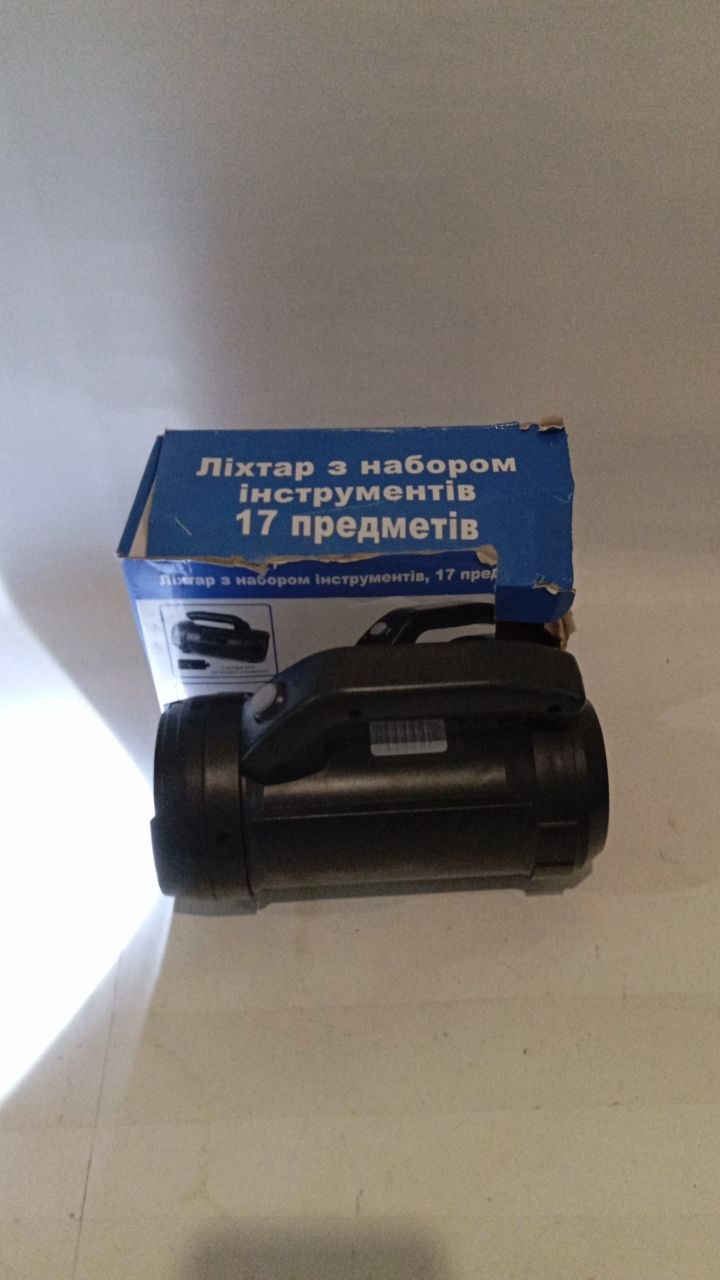 Ліхтар з набором
інструментів
17 предметів
Ліхтар з набором інструментів, 17 пред